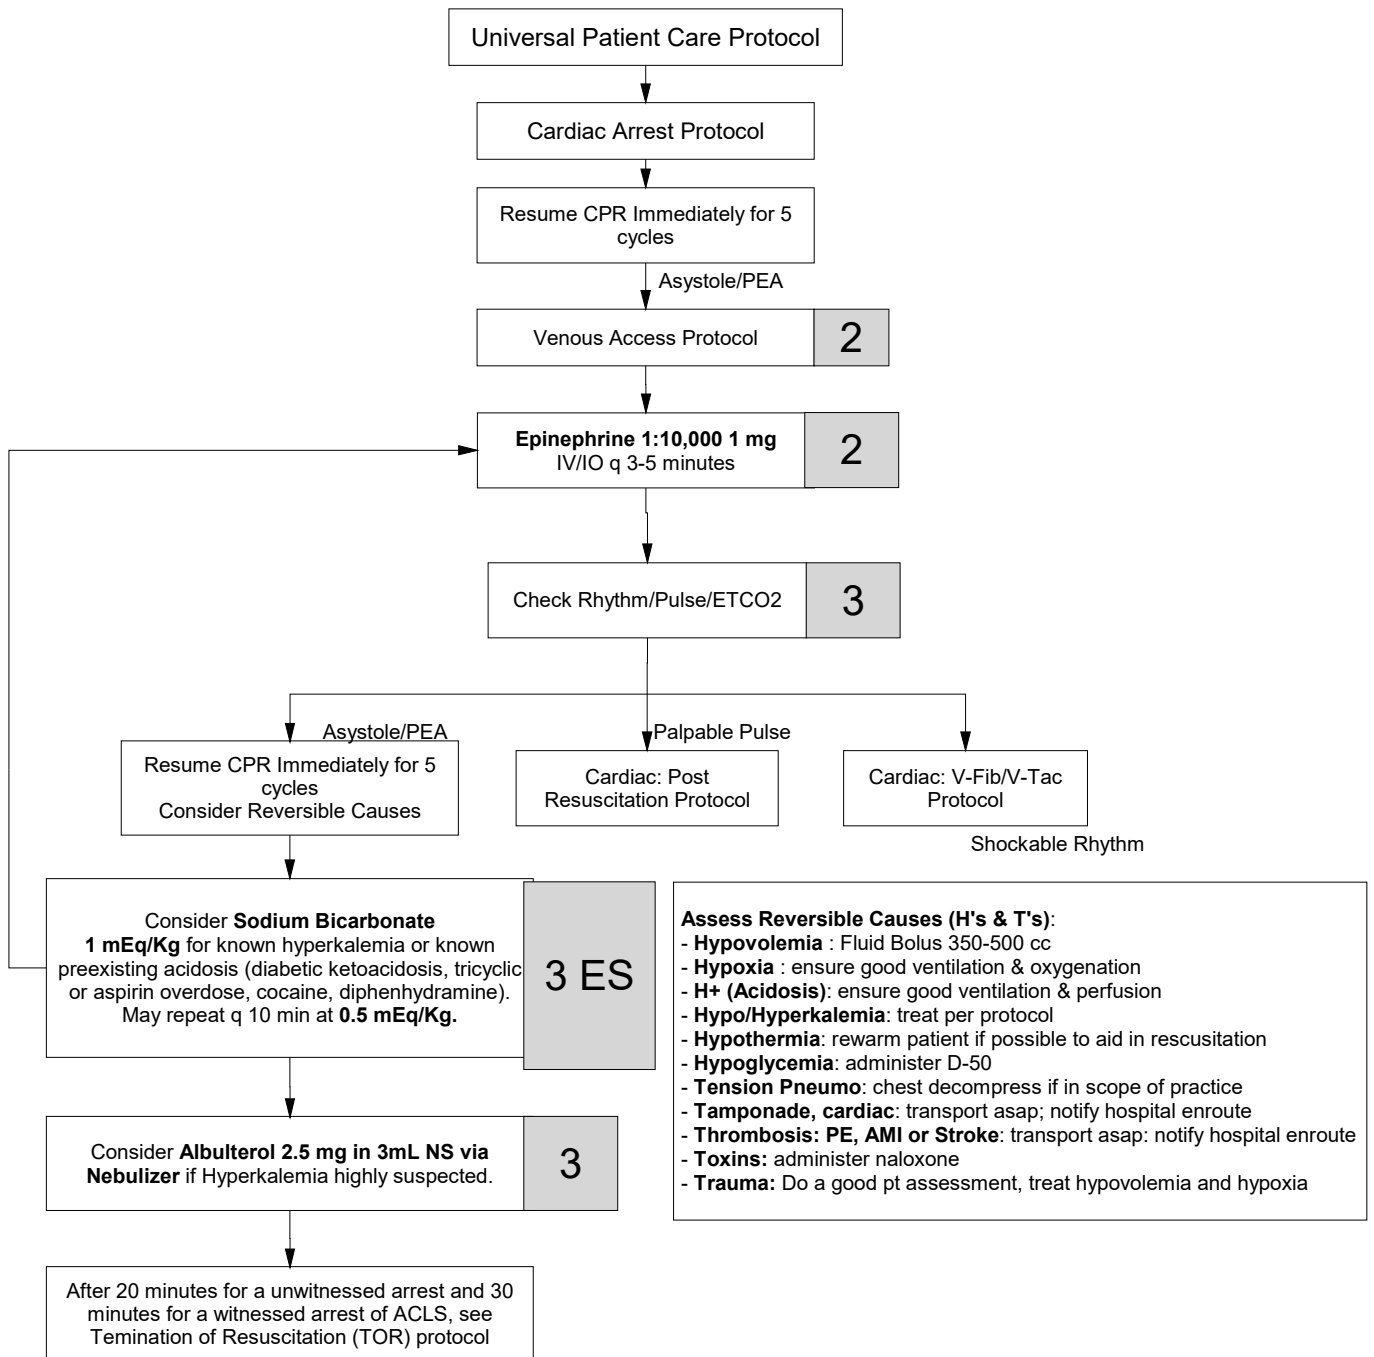 Universal Patient Care Protocol
Cardiac Arrest Protocol
Resume CPR Immediately for 5
cycles
Asystole/PEA
Venous Access Protocol
2
Epinephrine 1:10,000 1 mg
IV/IO q 3-5 minutes
2
Check Rhythm/Pulse/ETCO2
3
Asystole/PEA
Resume CPR Immediately for 5
cycles
Consider Reversible Causes
Palpable Pulse
Cardiac: Post
Resuscitation Protocol
Cardiac: V-Fib/V-Tac
Protocol
Shockable Rhythm
Consider Sodium Bicarbonate
1 mEq/Kg for known hyperkalemia or known
preexisting acidosis (diabetic ketoacidosis, tricyclic
or aspirin overdose, cocaine, diphenhydramine).
May repeat q 10 min at 0.5 mEq/Kg.
3 ES
Assess Reversible Causes (H's & T's):
- Hypovolemia : Fluid Bolus 350-500 cc
- Hypoxia : ensure good ventilation & oxygenation
- H+ (Acidosis): ensure good ventilation & perfusion
- Hypo/Hyperkalemia: treat per protocol
- Hypothermia: rewarm patient if possible to aid in rescusitation
- Hypoglycemia: administer D-50
- Tension Pneumo: chest decompress if in scope of practice
- Tamponade, cardiac: transport asap; notify hospital enroute
- Thrombosis: PE, AMI or Stroke: transport asap: notify hospital enroute
- Toxins: administer naloxone
- Trauma: Do a good pt assessment, treat hypovolemia and hypoxia
Consider Albulterol 2.5 mg in 3mL NS via
Nebulizer if Hyperkalemia highly suspected.
3
After 20 minutes for a unwitnessed arrest and 30
minutes for a witnessed arrest of ACLS, see
Temination of Resuscitation (TOR) protocol